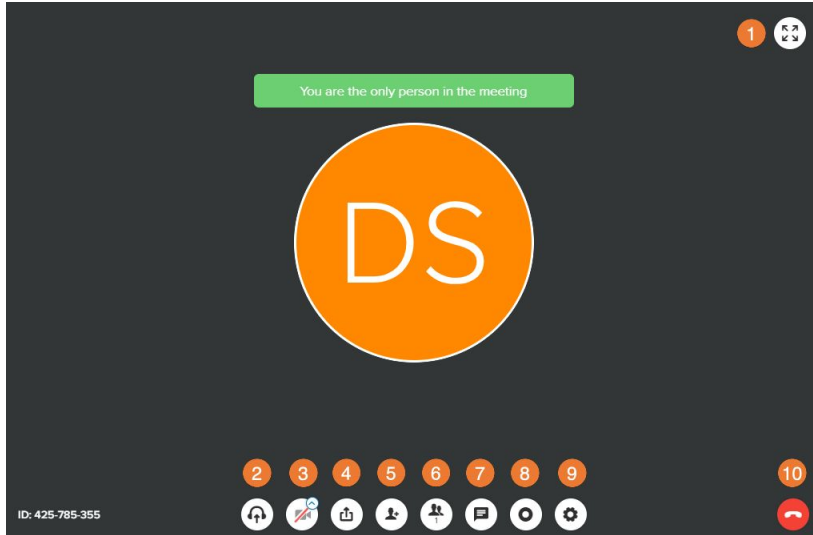 1
You are the only person in the meeting
DS
2 3 4 5 6 7 8 9 10
ID: 425-785-355
1